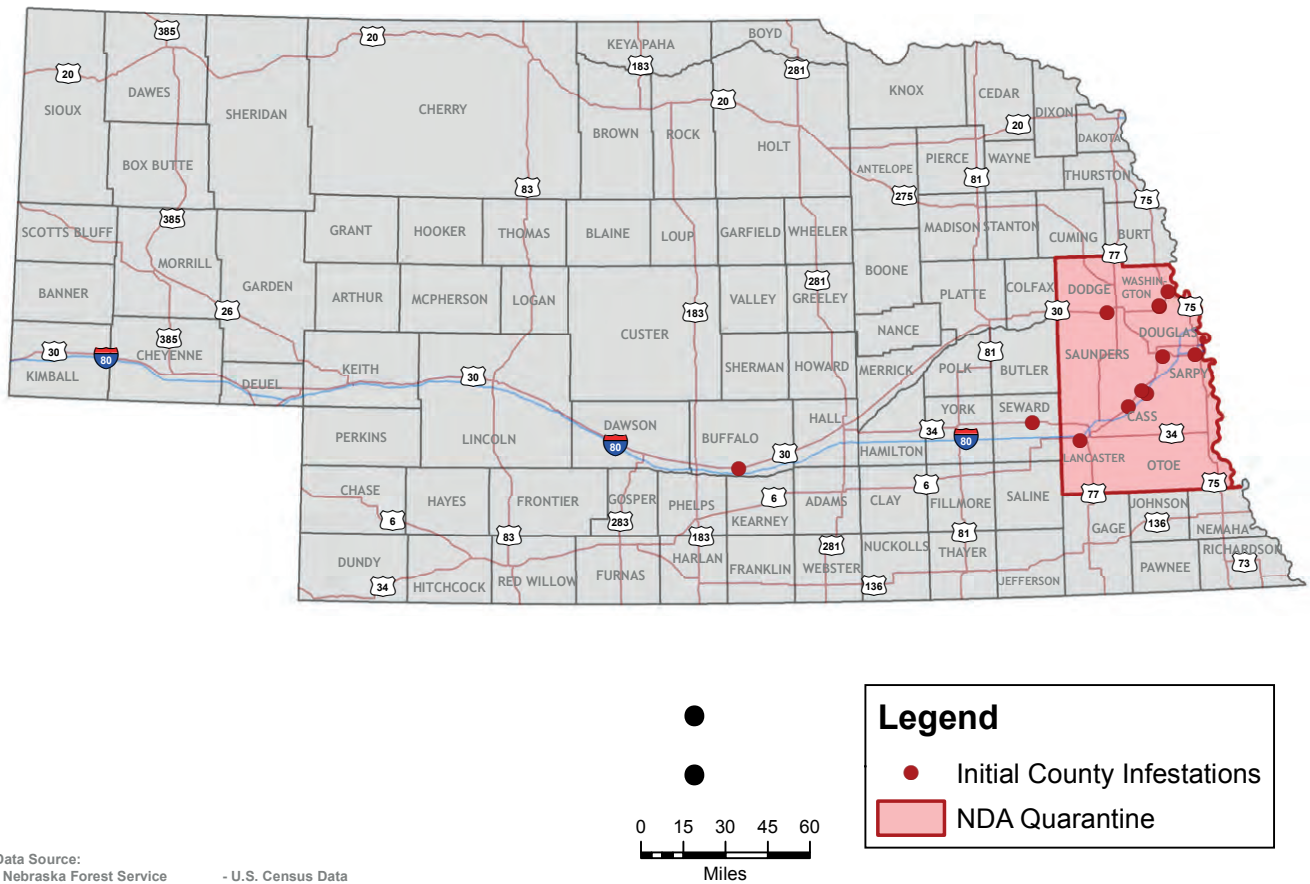 385
20
KEYA PAHA
BOYD
183
281
20
SIOUX
DAWES
SHERIDAN
CHERRY
BROWN
ROCK
20
HOLT
KNOX
CEDAR
DIXON
20
DAKOTA
BOX BUTTE
ANTELOPE
PIERCE
WAYNE
THURSTON
83
275
81
75
385
SCOTTS BLUFF
GRANT
HOOKER
THOMAS
BLAINE
LOUP
GARFIELD
WHEELER
MADISON
STANTON
CUMING
BURT
77
MORRILL
GARDEN
BOONE
BANNER
ARTHUR
MCPHERSON
LOGAN
VALLEY
281
GREELEY
PLATTE
COLFAX
DODGE
WASHIN-
GTON
26
183
30
75
CUSTER
NANCE
DOUGLAS
385
CHEYENNE
30
80
KIMBALL
DEUEL
KEITH
30
SHERMAN
HOWARD
MERRICK
81
POLK
BUTLER
SAUNDERS
SARPY
PERKINS
LINCOLN
DAWSON
80
BUFFALO
30
HALL
YORK
34
80
SEWARD
CASS
34
HAMILTON
LANCASTER
OTOE
CHASE
HAYES
FRONTIER
GOSPER
PHELPS
6
KEARNEY
ADAMS
CLAY
6
FILLMORE
SALINE
77
75
JOHNSON
6
83
283
183
281
81
GAGE
136
NEMAHA
DUNDY
34
HITCHCOCK
RED WILLOW
FURNAS
HARLAN
FRANKLIN
WEBSTER
NUCKOLLS
136
THAYER
JEFFERSON
PAWNEE
RICHARDSON
73
Legend
Initial County Infestations
NDA Quarantine
0 15 30 45 60
Miles
Data Source:
Nebraska Forest Service - U.S. Census Data